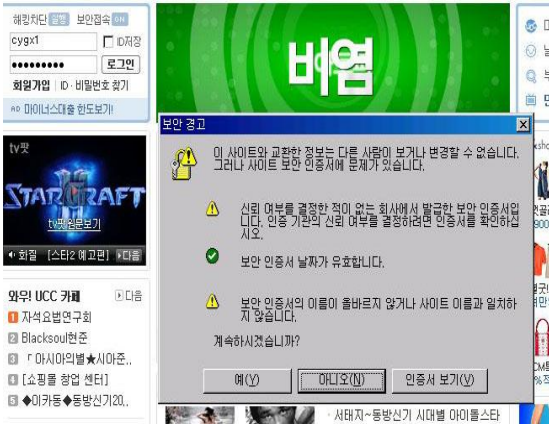 해킹차단 실행 보안접속 ON
cygx1
ID저장
●●●●●●●●●
로그인
회원가입 | ID · 비밀번호 찾기
AD 마이너스대출 한도보기!
비염
tv팟
STARCRAFT
II
tv팟원문보기
화질 [스타2 예고편] 다음
와우! UCC 카페 다음
1 자석요법연구회
2 Blacksoul현준
3 「아시아의별★시아준..
4 [쇼핑몰 창업 센터]
5 ◆이카동◆동방신기20..
보안 경고
이 사이트와 교환한 정보는 다른 사람이 보거나 변경할 수 없습니다.
그러나 사이트 보안 인증서에 문제가 있습니다.
신뢰 여부를 결정한 적이 없는 회사에서 발급한 보안 인증서입
니다. 인증 기관의 신뢰 여부를 결정하려면 인증서를 확인하십
시오.
보안 인증서 날짜가 유효합니다.
보안 인증서의 이름이 올바르지 않거나 사이트 이름과 일치하
지 않습니다.
계속하시겠습니까?
예(Y)
아니오(N)
인증서 보기(V)
· 서태지~동방신기 시대별 아이돌스타